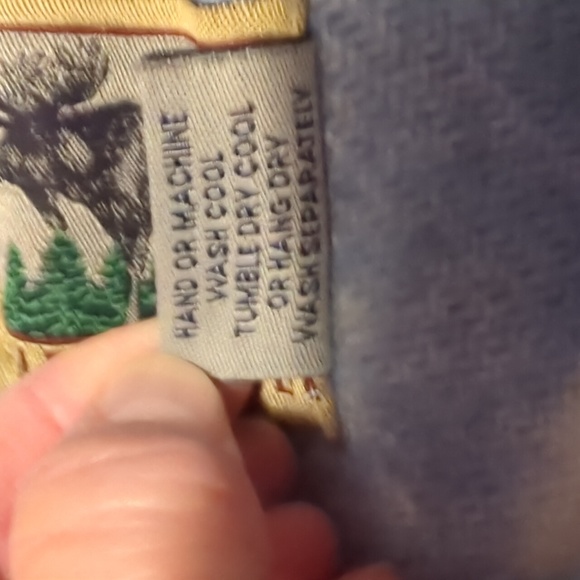 HAND OR MACHINE
WASH COOL
TUMBLE DRY COOL
OR HANG DRY
WASH SEPARATELY